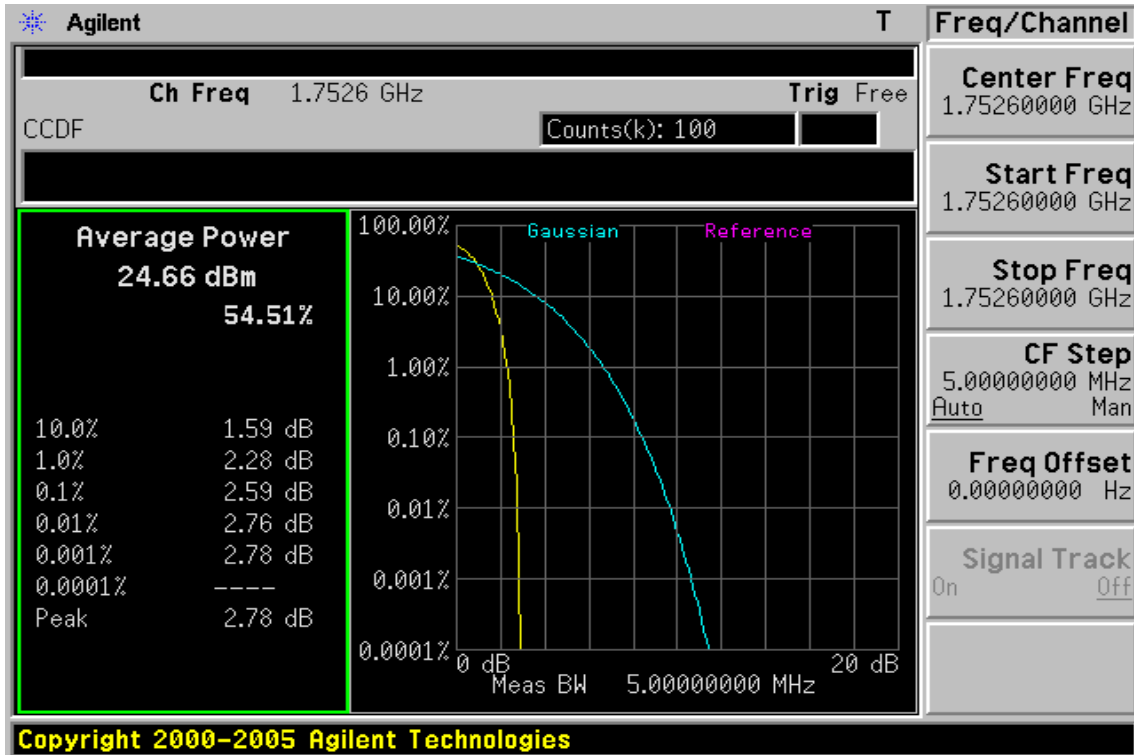 Agilent T
Ch Freq 1.7526 GHz Trig Free
CCDF Counts(k): 100
Average Power
24.66 dBm
54.51%
10.0% 1.59 dB
1.0% 2.28 dB
0.1% 2.59 dB
0.01% 2.76 dB
0.001% 2.78 dB
0.0001% ----
Peak 2.78 dB
Gaussian Reference
100.00%
10.00%
1.00%
0.10%
0.01%
0.001%
0.0001%
0 dB 20 dB
Meas BW 5.00000000 MHz
Freq/Channel
Center Freq
1.75260000 GHz
Start Freq
1.75260000 GHz
Stop Freq
1.75260000 GHz
CF Step
5.00000000 MHz
Auto Man
Freq Offset
0.00000000 Hz
Signal Track
On Off
Copyright 2000-2005 Agilent Technologies